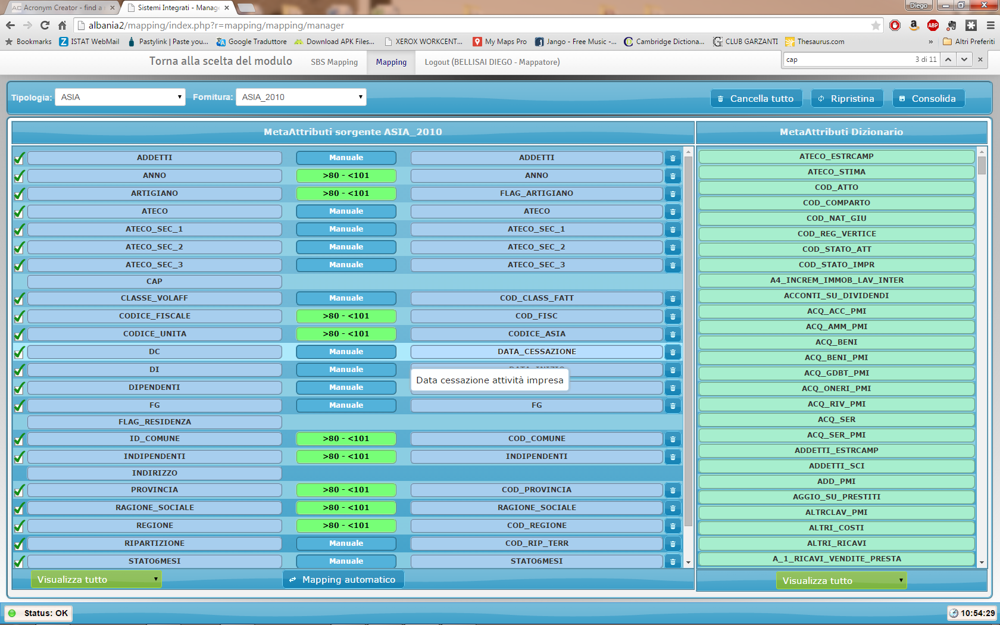 Acronym Creator - find a
Sistemi Integrati - Manage
Diego
albania2/mapping/index.php?r=mapping/mapping/manager
Bookmarks
ISTAT WebMail
Pastylink | Paste you...
Google Traduttore
Download APK Files...
XEROX WORKCENT...
My Maps Pro
Jango - Free Music -...
Cambridge Dictiona...
CLUB GARZANTI
Thesaurus.com
»
Altri Preferiti
Torna alla scelta del modulo
SBS Mapping
Mapping
Logout (BELLISAI DIEGO - Mappatore)
cap
3 di 11
Tipologia:
ASIA
Fornitura:
ASIA_2010
Cancella tutto
Ripristina
Consolida
MetaAttributi sorgente ASIA_2010
ADDETTI Manuale ADDETTI
ANNO >80 - <101 ANNO
ARTIGIANO >80 - <101 FLAG_ARTIGIANO
ATECO Manuale ATECO
ATECO_SEC_1 Manuale ATECO_SEC_1
ATECO_SEC_2 Manuale ATECO_SEC_2
ATECO_SEC_3 Manuale ATECO_SEC_3
CAP
CLASSE_VOLAFF Manuale COD_CLASS_FATT
CODICE_FISCALE >80 - <101 COD_FISC
CODICE_UNITA >80 - <101 CODICE_ASIA
DC Manuale DATA_CESSAZIONE
DI Manuale DATA_INIZIO
Data cessazione attività impresa
DIPENDENTI Manuale
FG Manuale FG
FLAG_RESIDENZA
ID_COMUNE >80 - <101 COD_COMUNE
INDIPENDENTI >80 - <101 INDIPENDENTI
INDIRIZZO
PROVINCIA >80 - <101 COD_PROVINCIA
RAGIONE_SOCIALE >80 - <101 RAGIONE_SOCIALE
REGIONE >80 - <101 COD_REGIONE
RIPARTIZIONE Manuale COD_RIP_TERR
STATO6MESI Manuale STATO6MESI
Visualizza tutto
Mapping automatico
MetaAttributi Dizionario
ATECO_ESTRCAMP
ATECO_STIMA
COD_ATTO
COD_COMPARTO
COD_NAT_GIU
COD_REG_VERTICE
COD_STATO_ATT
COD_STATO_IMPR
A4_INCREM_IMMOB_LAV_INTER
ACCONTI_SU_DIVIDENDI
ACQ_ACC_PMI
ACQ_AMM_PMI
ACQ_BENI
ACQ_BENI_PMI
ACQ_GDBT_PMI
ACQ_ONERI_PMI
ACQ_RIV_PMI
ACQ_SER
ACQ_SER_PMI
ADDETTI_ESTRCAMP
ADDETTI_SCI
ADD_PMI
AGGIO_SU_PRESTITI
ALTRCLAV_PMI
ALTRI_COSTI
ALTRI_RICAVI
A_1_RICAVI_VENDITE_PRESTA
Visualizza tutto
Status: OK
10:54:29